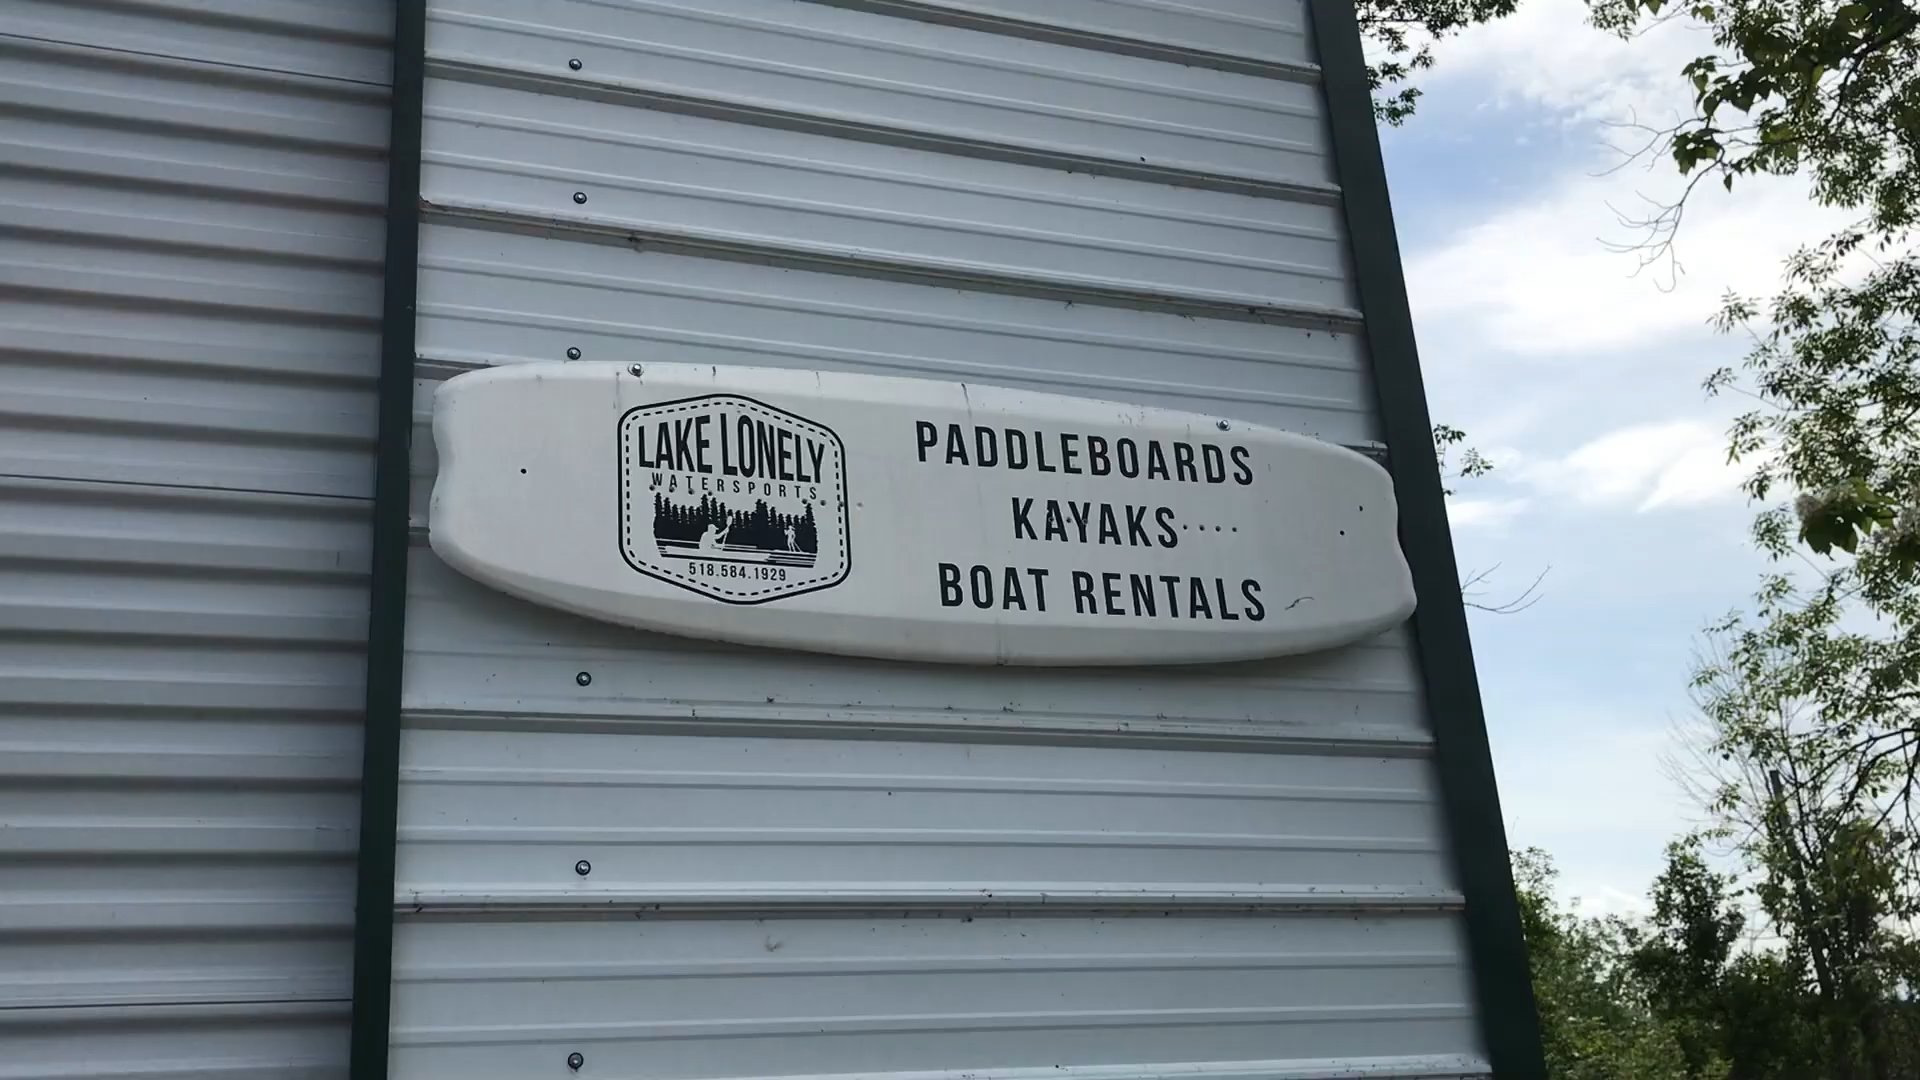 LAKE LONELY
WATERSPORTS
518.584.1929
PADDLEBOARDS
KAYAKS
BOAT RENTALS